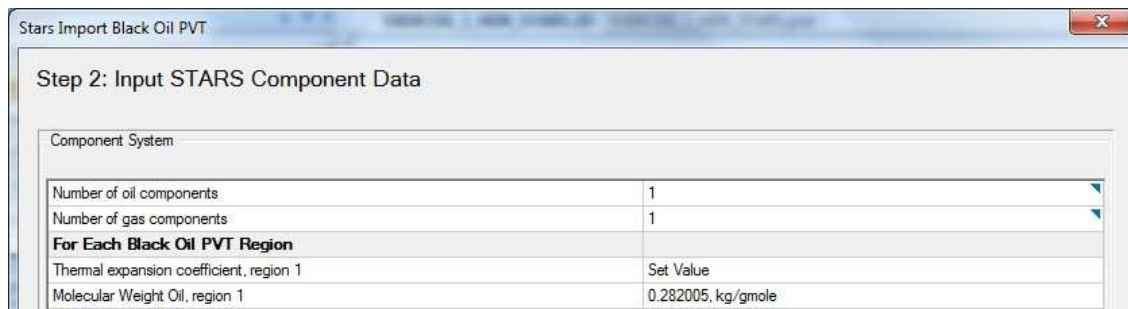 Stars Import Black Oil PVT
Step 2: Input STARS Component Data
Component System
Number of oil components 1
Number of gas components 1
For Each Black Oil PVT Region
Thermal expansion coefficient, region 1 Set Value
Molecular Weight Oil, region 1 0.282005, kg/gmole